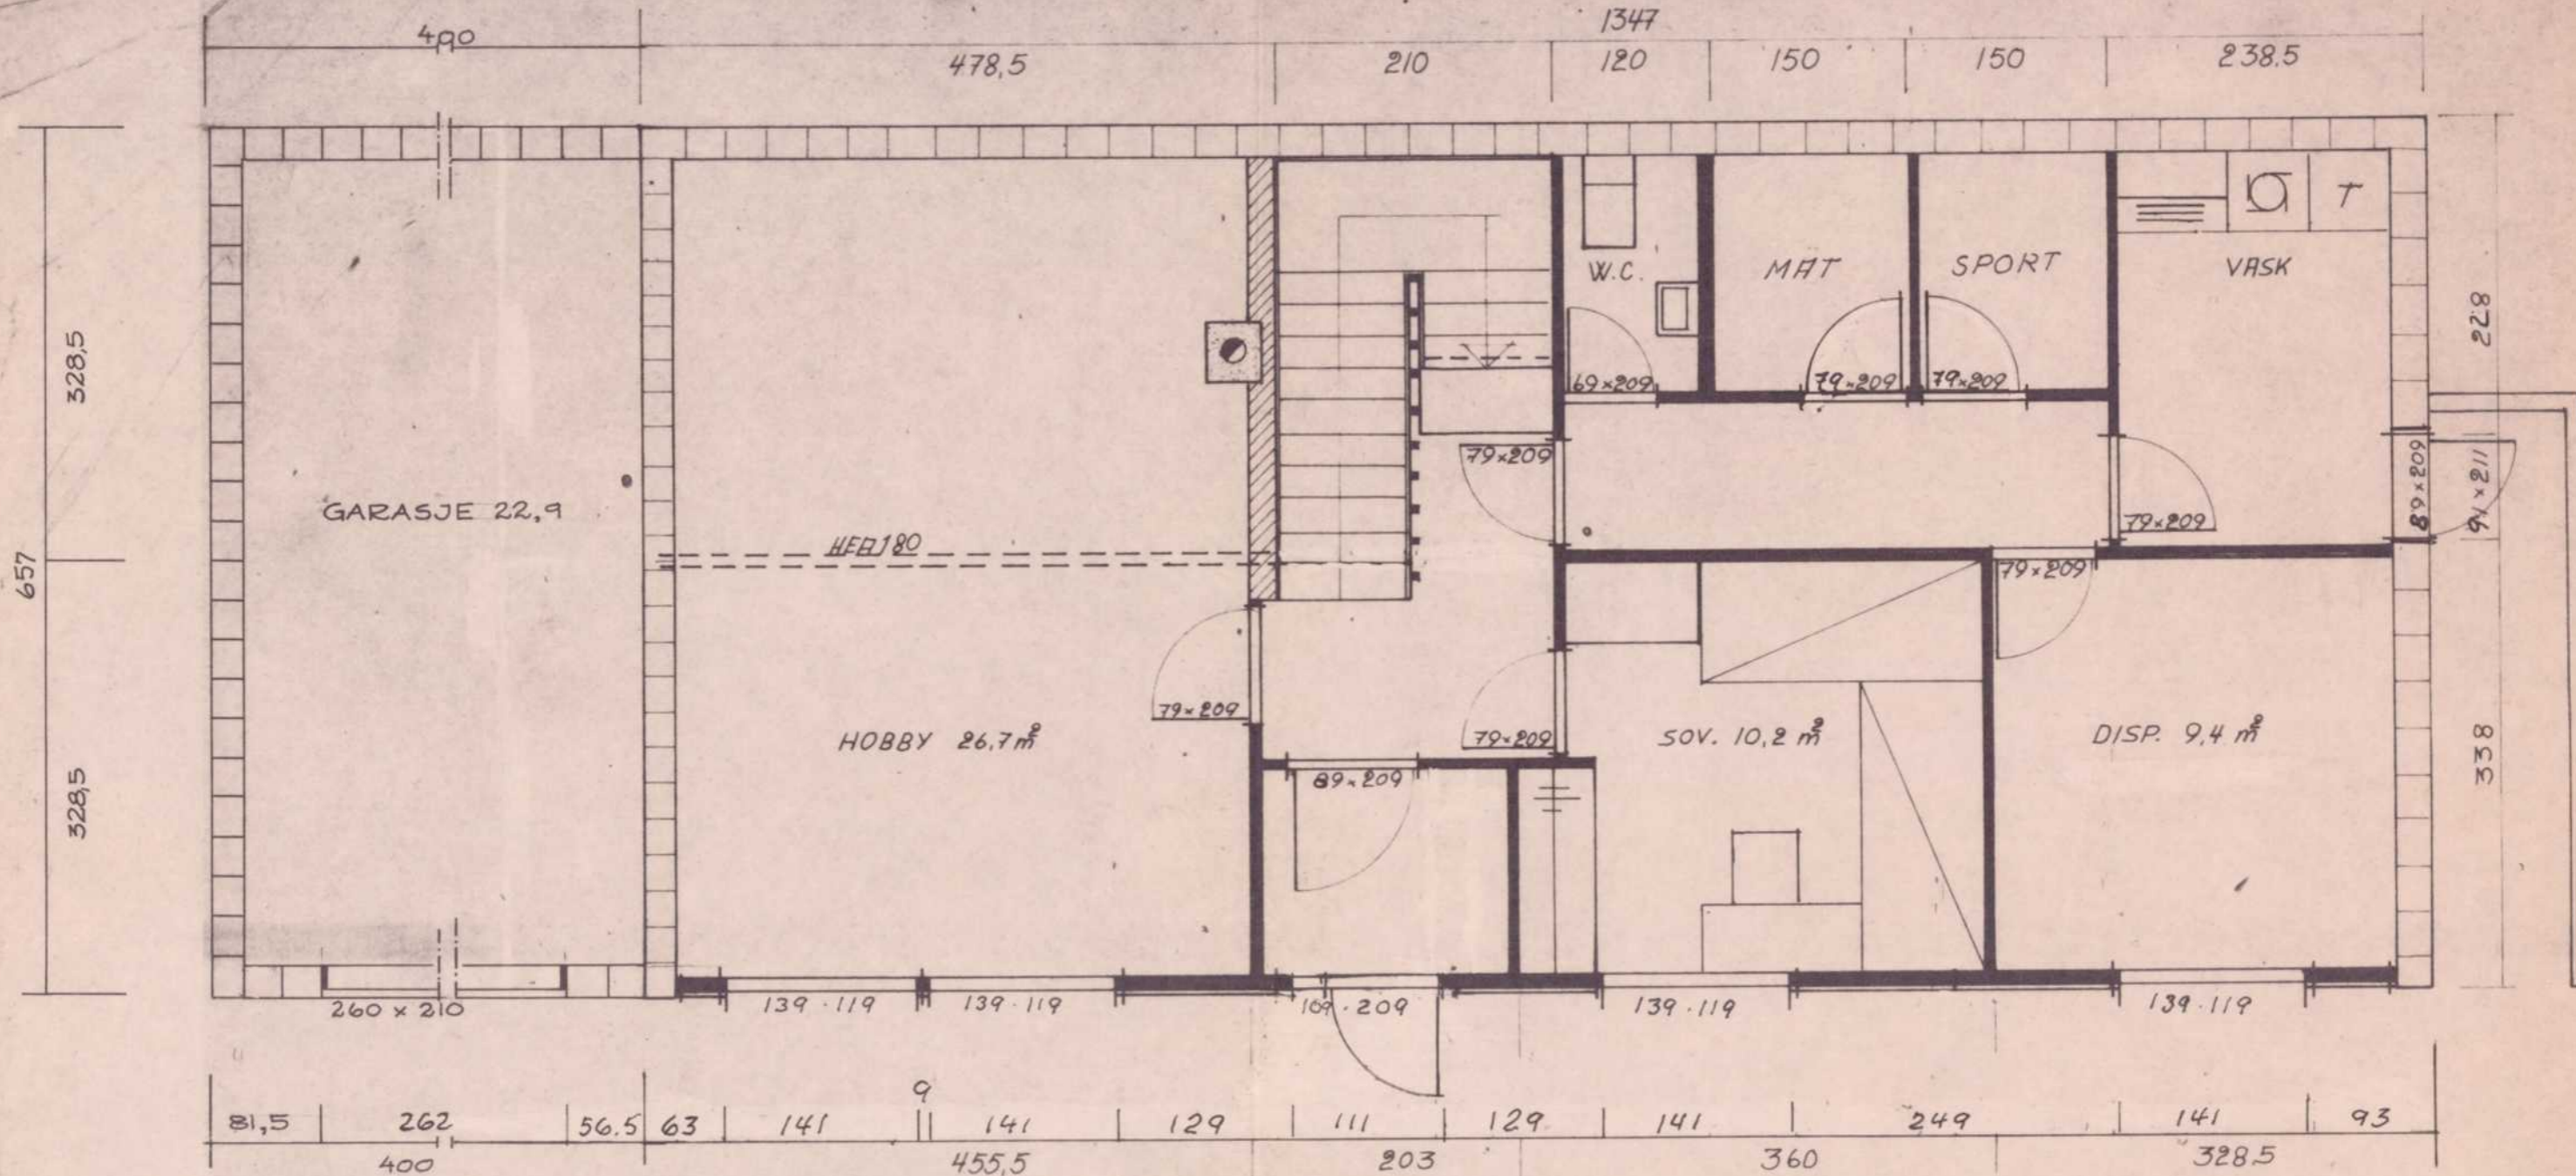 1347
400
478,5 210 120 150 150 238.5
657
328,5
328,5
W.C.
MAT
SPORT
VASK
T
69×209
79×209
79×209
228
79×209
79×209
89×209
91×211
GARASJE 22,9
HEA180
79×209
79×209
HOBBY 26,7 m²
79×209
SOV. 10,2 m²
DISP. 9,4 m²
338
89×209
260 x 210
139·119
139·119
109·209
139·119
139·119
9
81,5 262 56.5 63 141 141 129 111 129 141 249 141 93
400 455,5 203 360 328.5